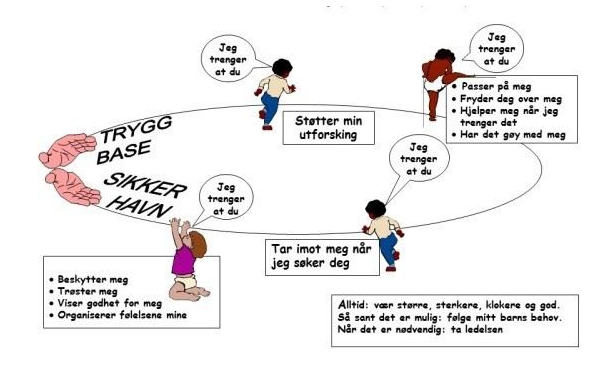 Jeg
trenger
at du
Jeg
trenger
at du
Støtter min
utforsking
• Passer på meg
• Fryder deg over meg
• Hjelper meg når jeg
trenger det
• Har det gøy med meg
TRYGG
BASE
SIKKER
HAVN
Jeg
trenger
at du
Jeg
trenger
at du
Tar imot meg når
jeg søker deg
• Beskytter meg
• Trøster meg
• Viser godhet for meg
• Organiserer følelsene mine
Alltid: vær større, sterkere, klokere og god.
Så sant det er mulig: følge mitt barns behov.
Når det er nødvendig: ta ledelsen